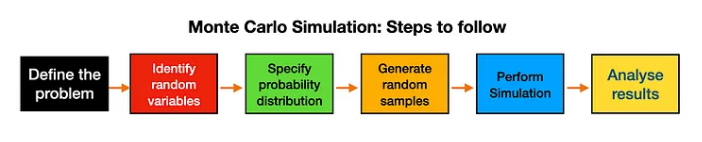 Monte Carlo Simulation: Steps to follow
Define the
problem
Identify
random
variables
Specify
probability
distribution
Generate
random
samples
Perform
Simulation
Analyse
results